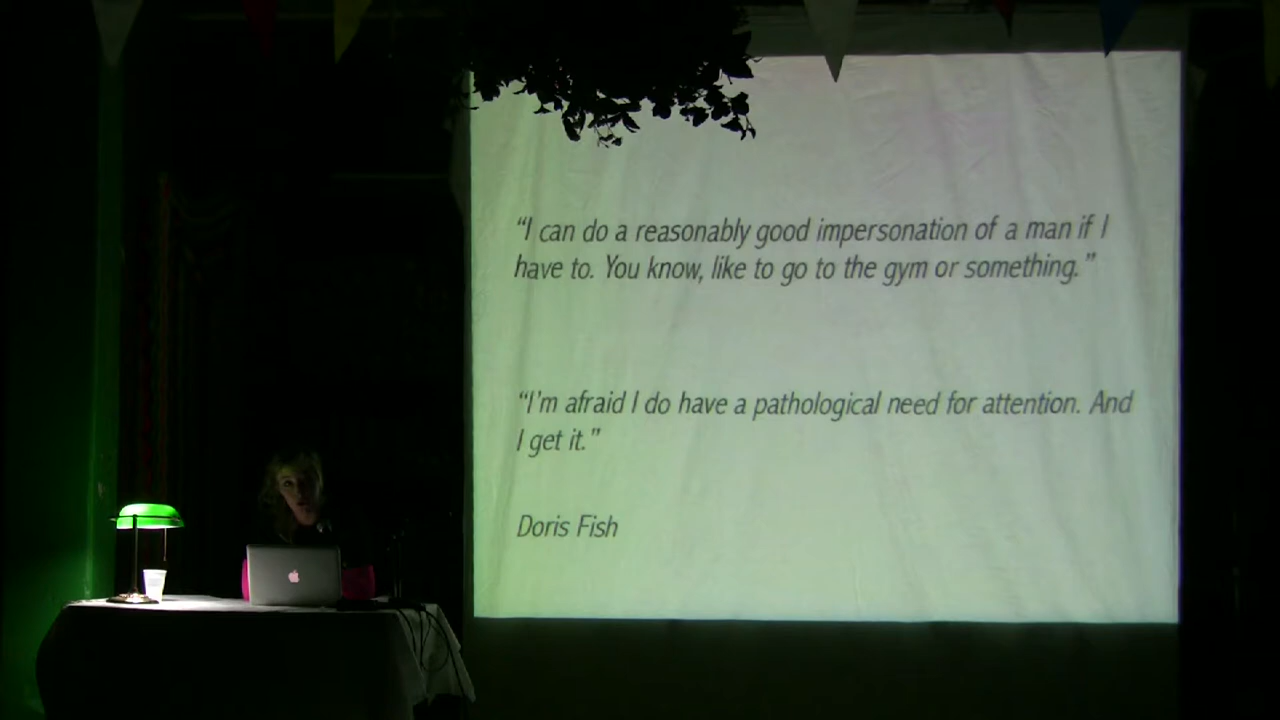 “I can do a reasonably good impersonation of a man if I
have to. You know, like to go to the gym or something.”
“I'm afraid I do have a pathological need for attention. And
I get it.”
Doris Fish